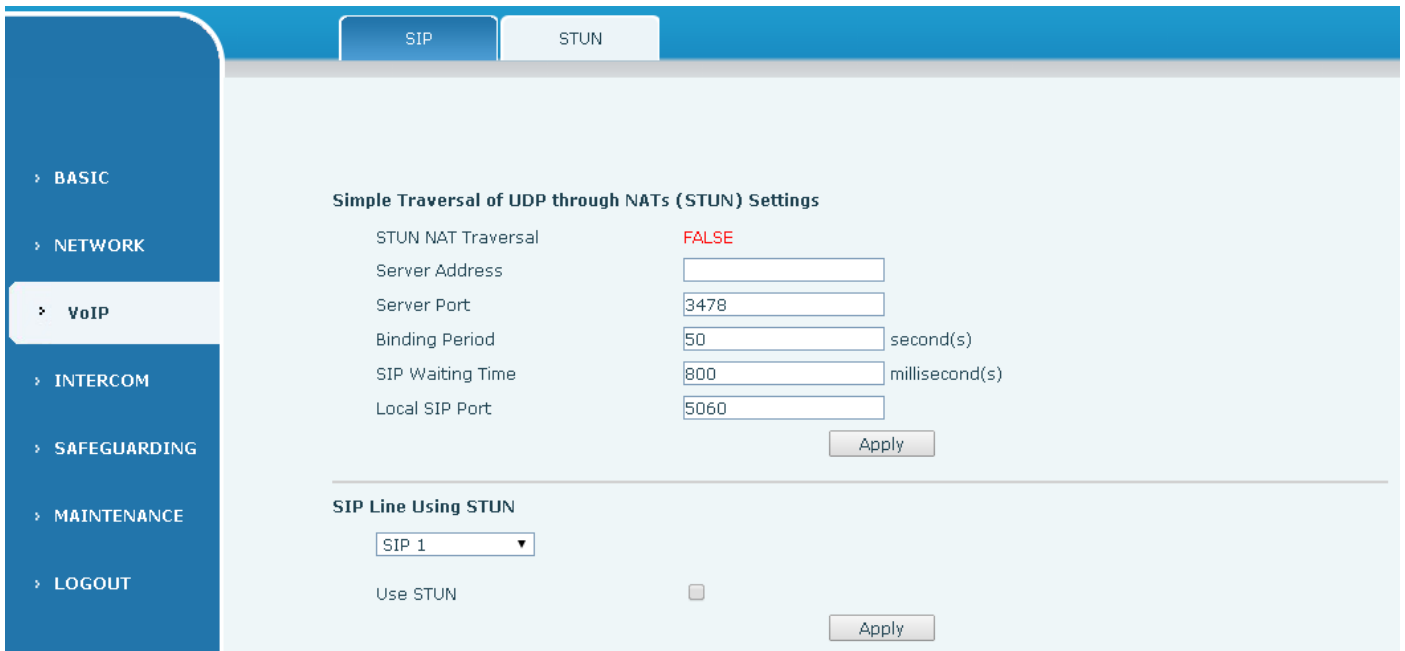 SIP STUN
BASIC
NETWORK
VoIP
INTERCOM
SAFEGUARDING
MAINTENANCE
LOGOUT
Simple Traversal of UDP through NATs (STUN) Settings
STUN NAT Traversal FALSE
Server Address
Server Port 3478
Binding Period 50 second(s)
SIP Waiting Time 800 millisecond(s)
Local SIP Port 5060
Apply
SIP Line Using STUN
SIP 1
Use STUN
Apply